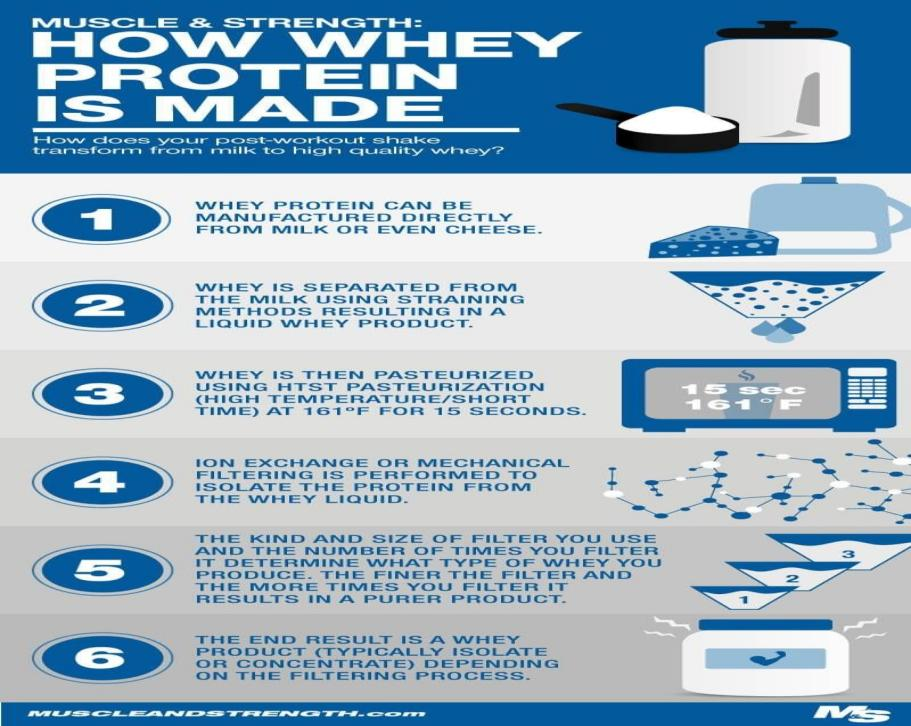 MUSCLE & STRENGTH:
HOW WHEY
PROTEIN
IS MADE
How does your post-workout shake
transform from milk to high quality whey?
1
WHEY PROTEIN CAN BE
MANUFACTURED DIRECTLY
FROM MILK OR EVEN CHEESE.
2
WHEY IS SEPARATED FROM
THE MILK USING STRAINING
METHODS RESULTING IN A
LIQUID WHEY PRODUCT.
3
WHEY IS THEN PASTEURIZED
USING HTST PASTEURIZATION
(HIGH TEMPERATURE/SHORT
TIME) AT 161ºF FOR 15 SECONDS.
15 sec
161°F
4
ION EXCHANGE OR MECHANICAL
FILTERING IS PERFORMED TO
ISOLATE THE PROTEIN FROM
THE WHEY LIQUID.
5
THE KIND AND SIZE OF FILTER YOU USE
AND THE NUMBER OF TIMES YOU FILTER
IT DETERMINE WHAT TYPE OF WHEY YOU
PRODUCE. THE FINER THE FILTER AND
THE MORE TIMES YOU FILTER IT
RESULTS IN A PURER PRODUCT.
3
2
1
6
THE END RESULT IS A WHEY
PRODUCT (TYPICALLY ISOLATE
OR CONCENTRATE) DEPENDING
ON THE FILTERING PROCESS.
MUSCLEANDSTRENGTH.com
M&S